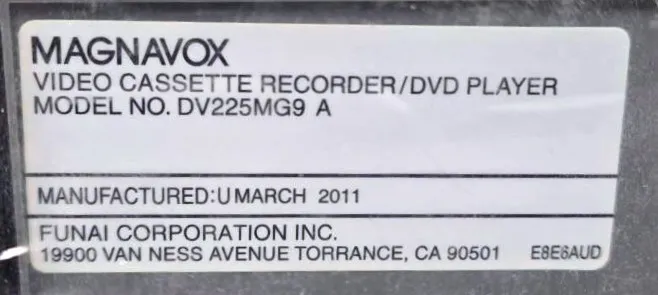 MAGNAVOX
VIDEO CASSETTE RECORDER/DVD PLAYER
MODEL NO. DV225MG9 A
MANUFACTURED:U MARCH 2011
FUNAI CORPORATION INC.
19900 VAN NESS AVENUE TORRANCE, CA 90501 E8E6AUD